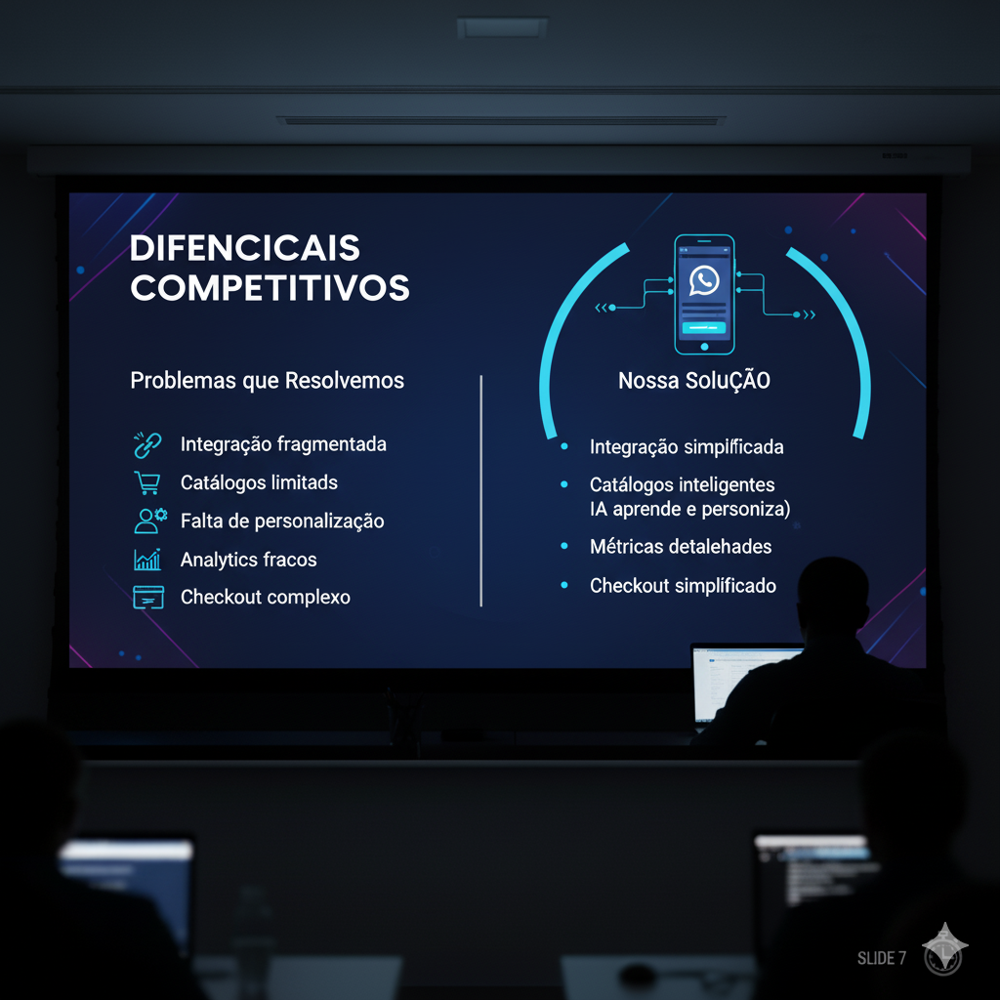 DIFENCICAIS
COMPETITIVOS
Problemas que Resolvemos
Integração fragmentada
Catálogos limitads
Falta de personalização
Analytics fracos
Checkout complexo
Nossa SoluÇÃO
Integração simplificada
Catálogos inteligentes
IA aprende e personiza)
Métricas detalehades
Checkout simplificado
SLIDE 7